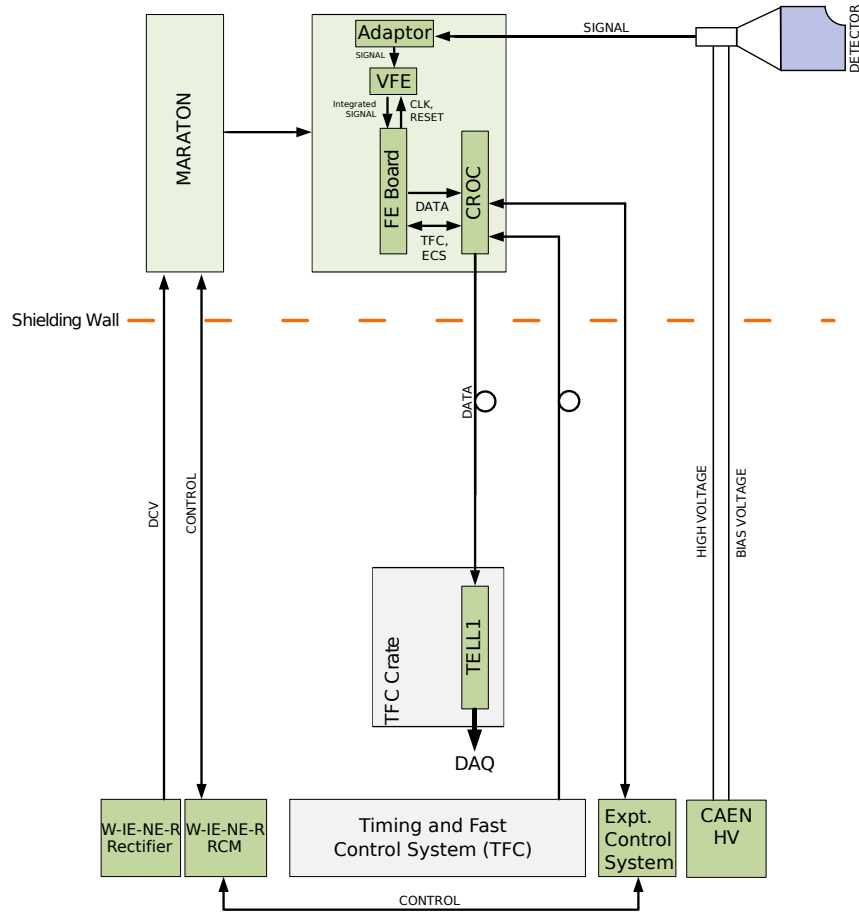 Adaptor
SIGNAL
DETECTOR
SIGNAL
VFE
Integrated
SIGNAL
CLK,
RESET
MARATON
FE Board
CROC
DATA
TFC,
ECS
Shielding Wall
DATA
DCV
CONTROL
HIGH VOLTAGE
BIAS VOLTAGE
TFC Crate
TELL1
DAQ
W-IE-NE-R
Rectifier
W-IE-NE-R
RCM
Timing and Fast
Control System (TFC)
Expt.
Control
System
CAEN
HV
CONTROL